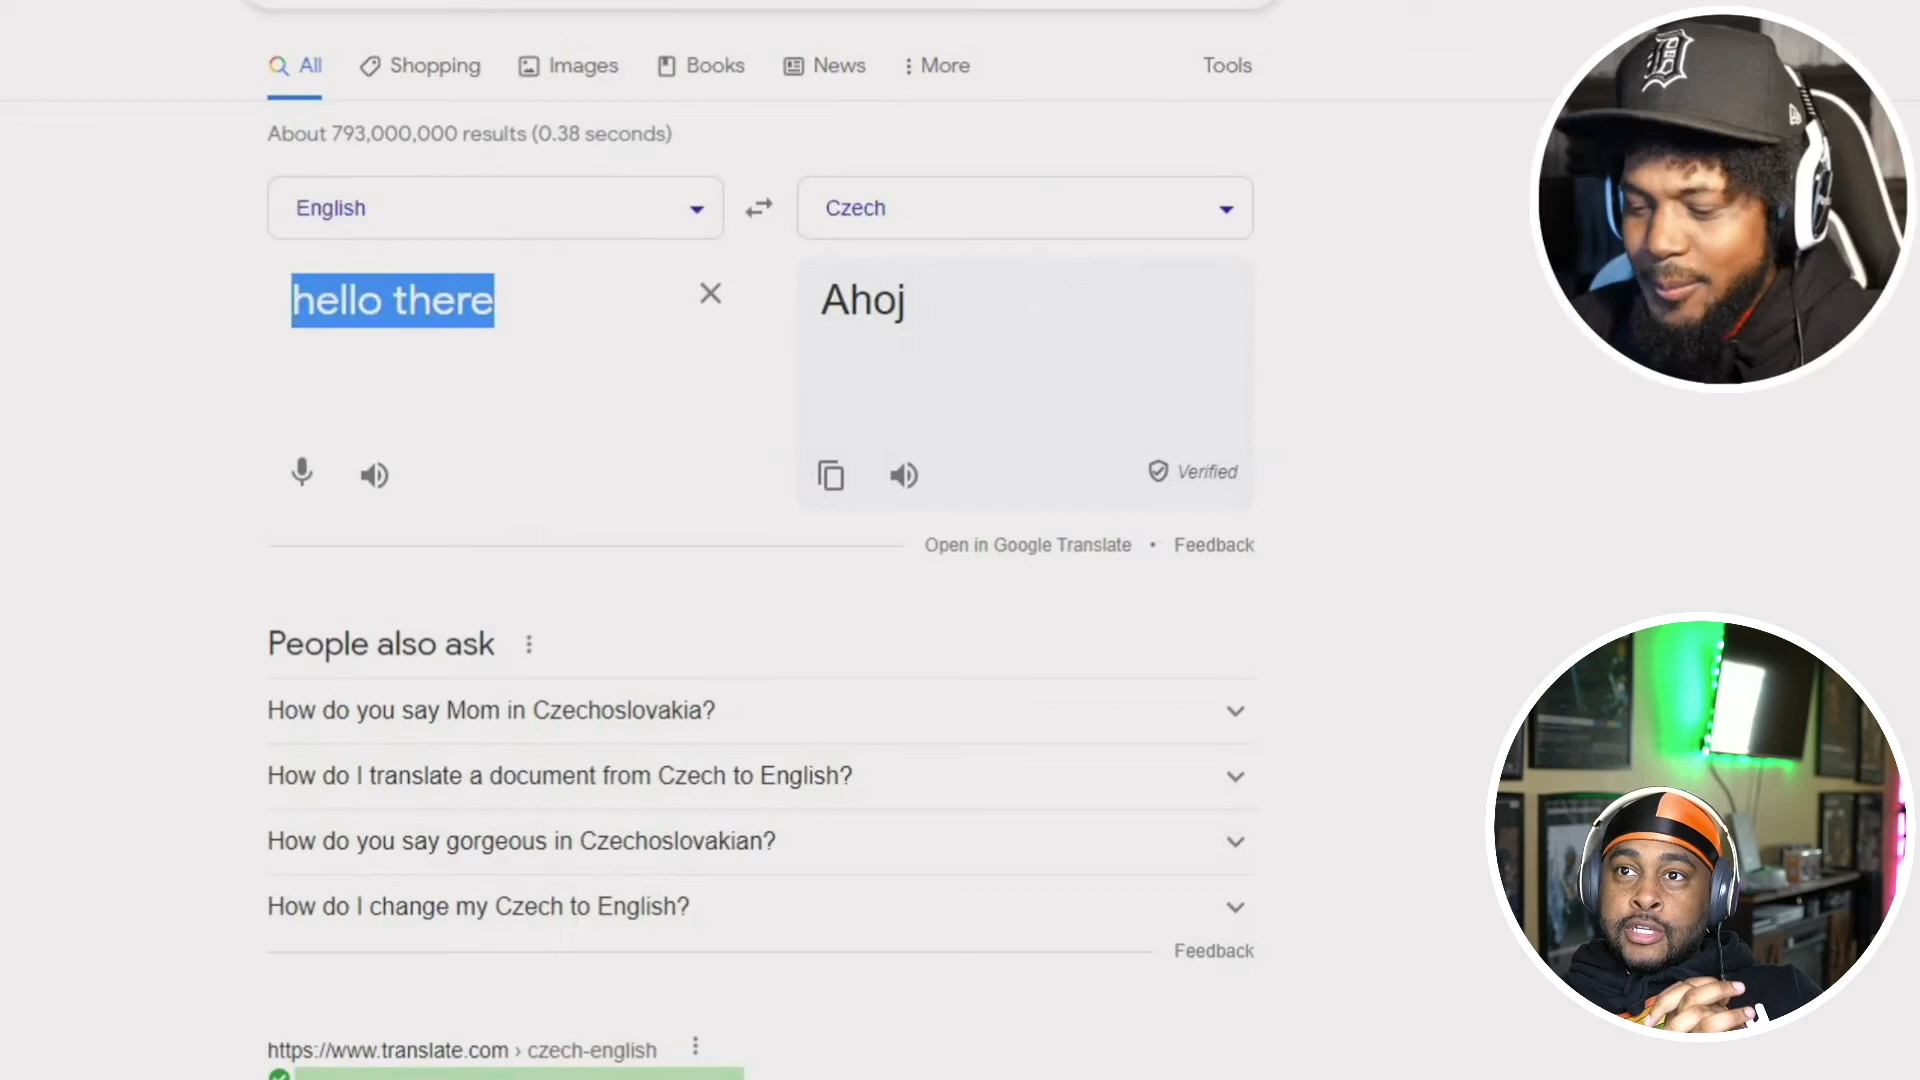 All
Shopping
Images
Books
News
More
Tools
About 793,000,000 results (0.38 seconds)
English
Czech
hello there
Ahoj
Verified
Open in Google Translate • Feedback
People also ask
How do you say Mom in Czechoslovakia?
How do I translate a document from Czech to English?
How do you say gorgeous in Czechoslovakian?
How do I change my Czech to English?
Feedback
https://www.translate.com › czech-english